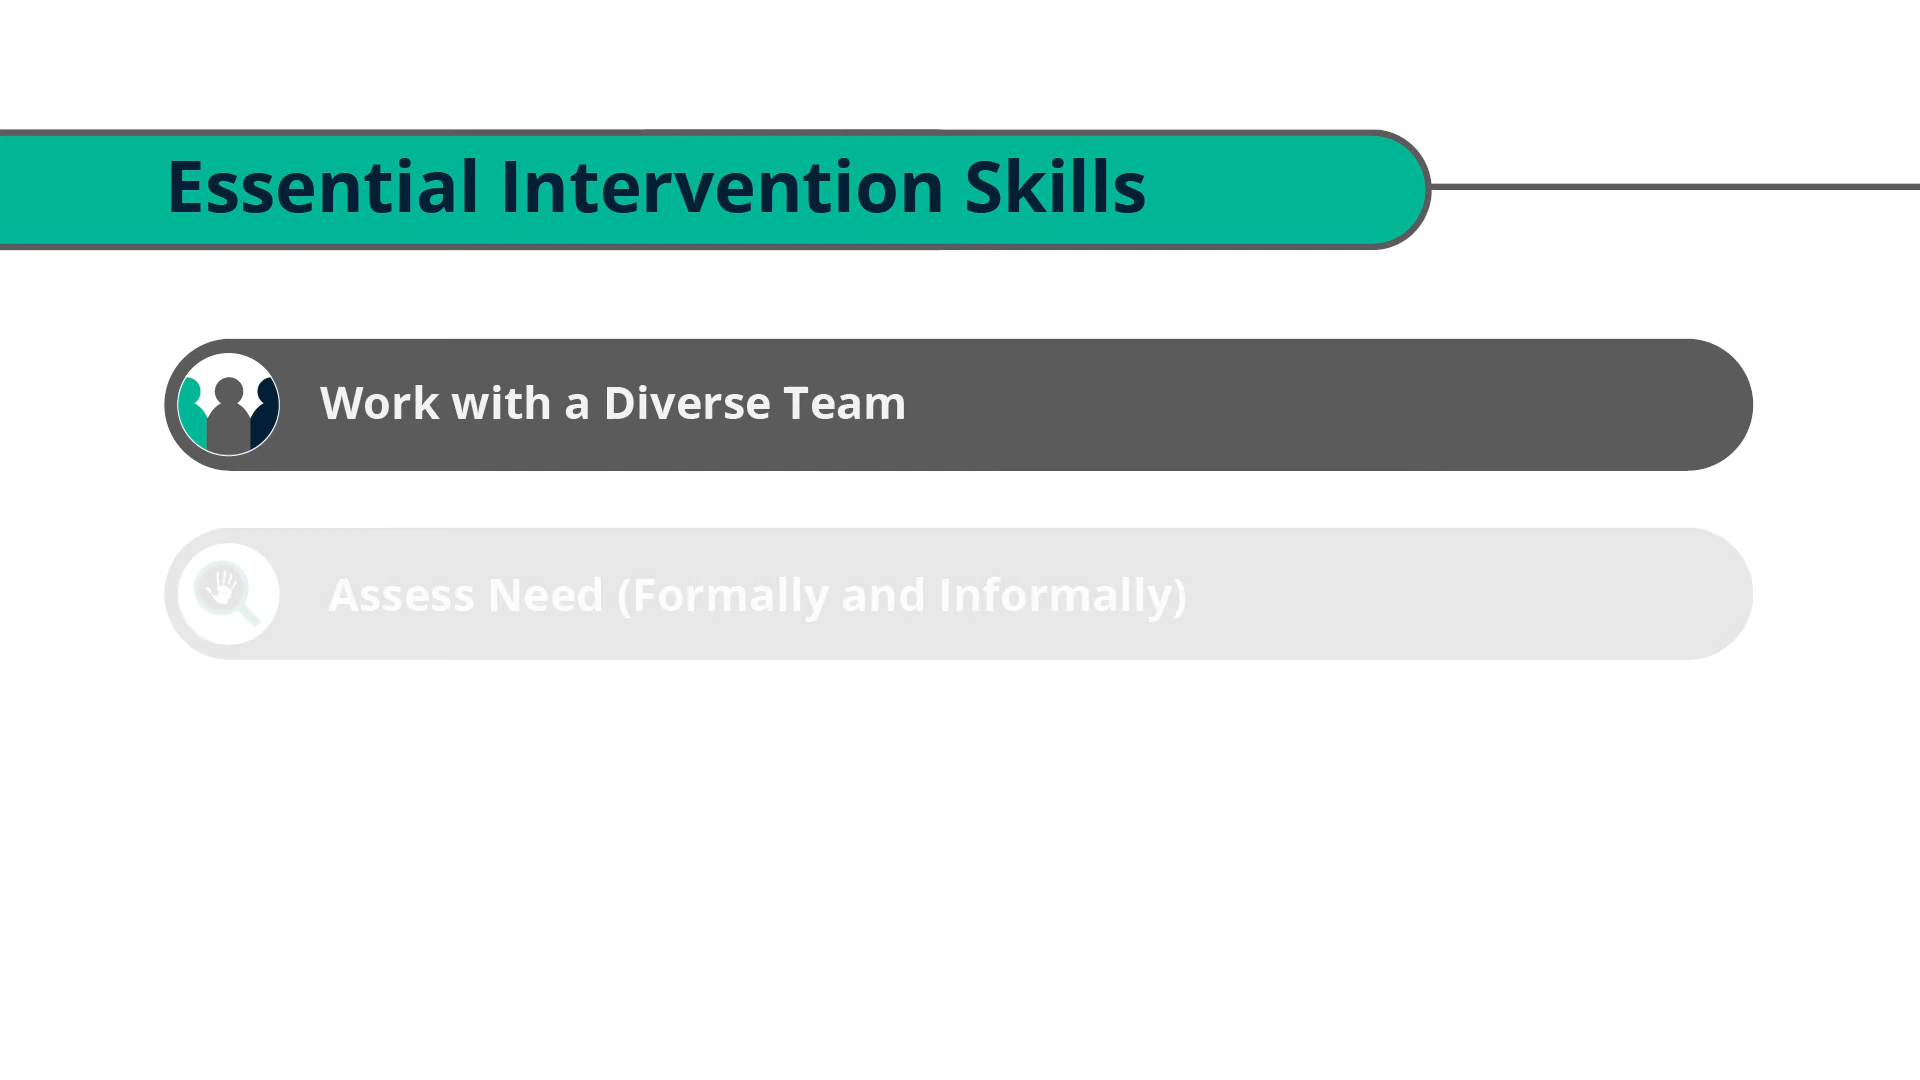 Essential Intervention Skills
Work with a Diverse Team
Assess Need (Formally and Informally)